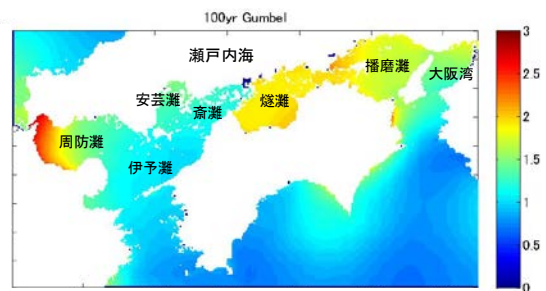 100yr Gumbel
瀬戸内海
播磨灘
大阪湾
安芸灘
斎灘
燧灘
周防灘
伊予灘
3
2.5
2
1.5
1
0.5
0